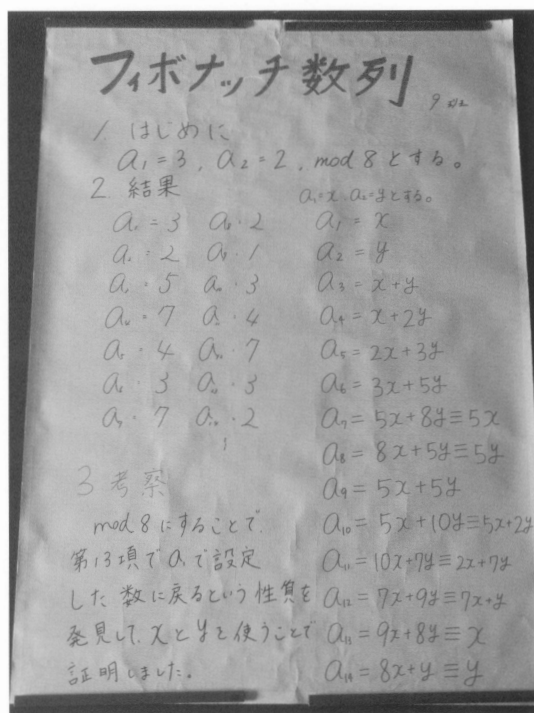 フィボナッチ数列
1. はじめに
a₁=3, a₂=2, mod 8とする。
2. 結果
a₁=3 a₈=2
a₂=2 a₉=1
a₃=5 a₁₀=3
a₄=7 a₁₁=4
a₅=4 a₁₂=7
a₆=3 a₁₃=3
a₇=7 a₁₄=2
a₁=x, a₂=yとする。
a₁=x
a₂=y
a₃=x+y
a₄=x+2y
a₅=2x+3y
a₆=3x+5y
a₇=5x+8y≡5x
a₈=8x+5y≡5y
a₉=5x+5y
a₁₀=5x+10y≡5x+2y
a₁₁=10x+7y≡2x+7y
a₁₂=7x+9y≡7x+y
a₁₃=9x+8y≡x
a₁₄=8x+y≡y
3 考察
mod 8にすることで、
第13項でa₁で設定
した数に戻るという性質を
発見して、xとyを使うことで
証明しました。